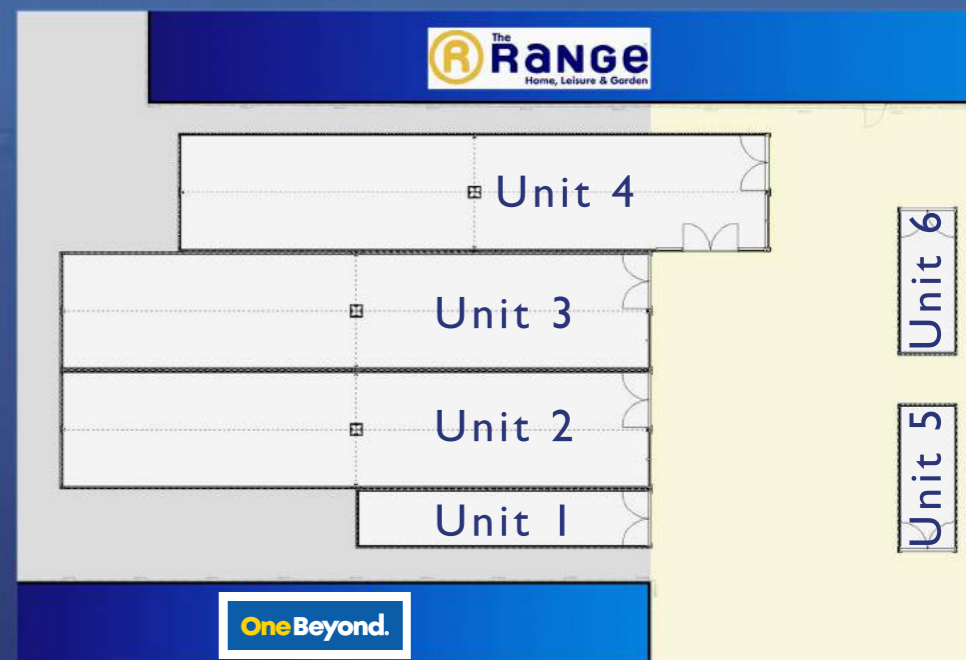 R The
RaNGe
Home, Leisure & Garden
Unit 4
Unit 3
Unit 2
Unit 1
Unit 6
Unit 5
OneBeyond.